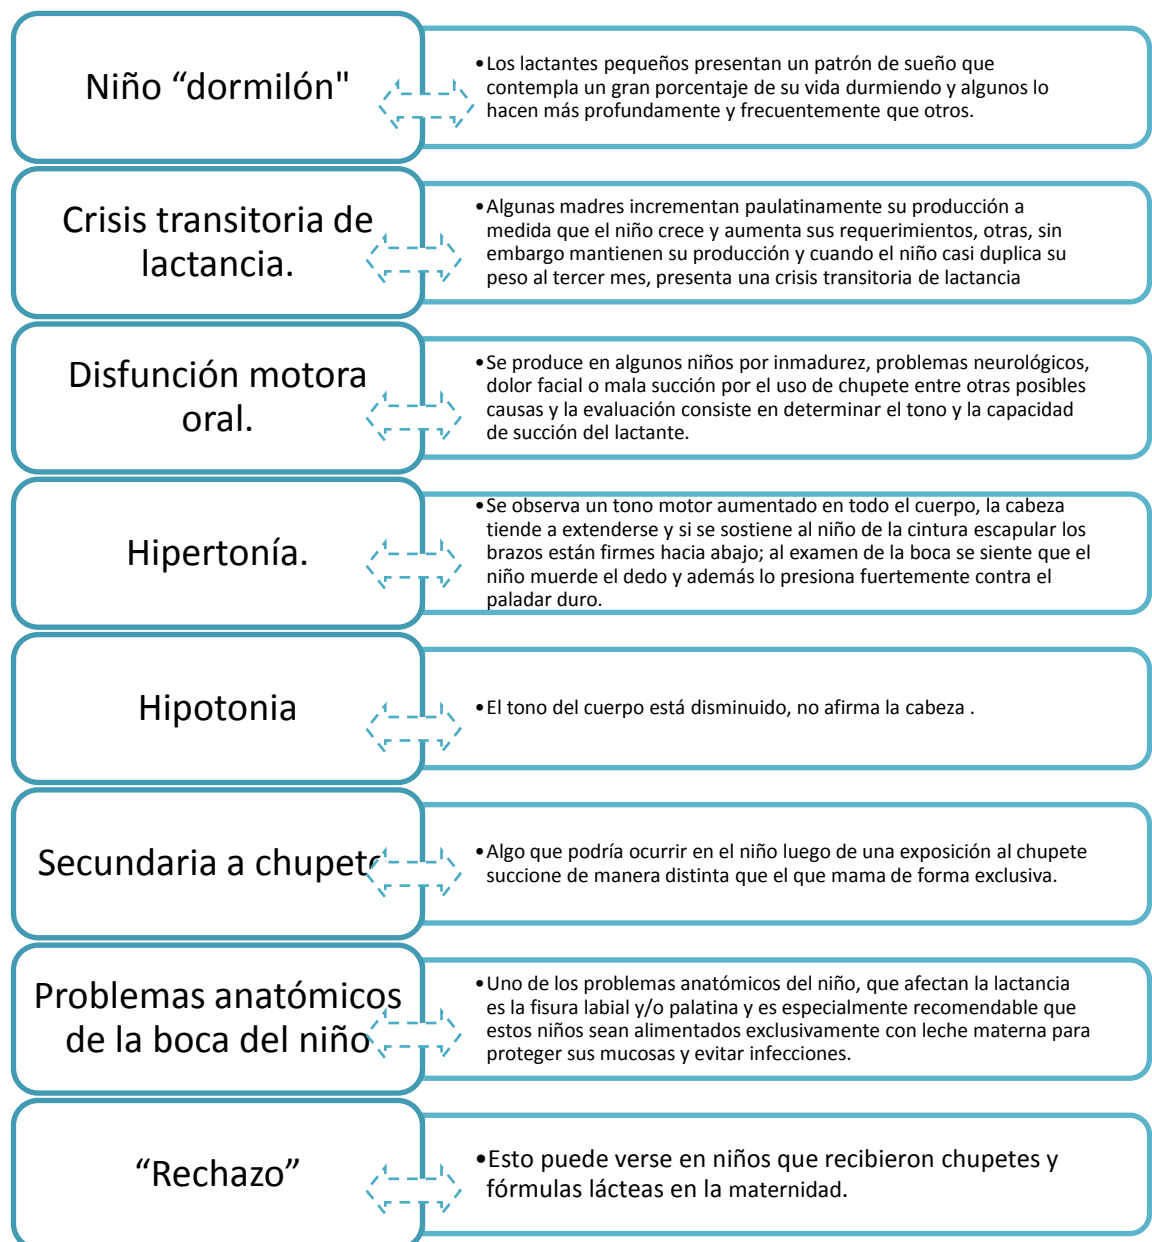 Niño “dormilón"
•Los lactantes pequeños presentan un patrón de sueño que
contempla un gran porcentaje de su vida durmiendo y algunos lo
hacen más profundamente y frecuentemente que otros.
Crisis transitoria de
lactancia.
•Algunas madres incrementan paulatinamente su producción a
medida que el niño crece y aumenta sus requerimientos, otras, sin
embargo mantienen su producción y cuando el niño casi duplica su
peso al tercer mes, presenta una crisis transitoria de lactancia
Disfunción motora
oral.
•Se produce en algunos niños por inmadurez, problemas neurológicos,
dolor facial o mala succión por el uso de chupete entre otras posibles
causas y la evaluación consiste en determinar el tono y la capacidad
de succión del lactante.
Hipertonía.
•Se observa un tono motor aumentado en todo el cuerpo, la cabeza
tiende a extenderse y si se sostiene al niño de la cintura escapular los
brazos están firmes hacia abajo; al examen de la boca se siente que el
niño muerde el dedo y además lo presiona fuertemente contra el
paladar duro.
Hipotonia
•El tono del cuerpo está disminuido, no afirma la cabeza .
Secundaria a chupete
•Algo que podría ocurrir en el niño luego de una exposición al chupete
succione de manera distinta que el que mama de forma exclusiva.
Problemas anatómicos
de la boca del niño
•Uno de los problemas anatómicos del niño, que afectan la lactancia
es la fisura labial y/o palatina y es especialmente recomendable que
estos niños sean alimentados exclusivamente con leche materna para
proteger sus mucosas y evitar infecciones.
“Rechazo”
•Esto puede verse en niños que recibieron chupetes y
fórmulas lácteas en la maternidad.